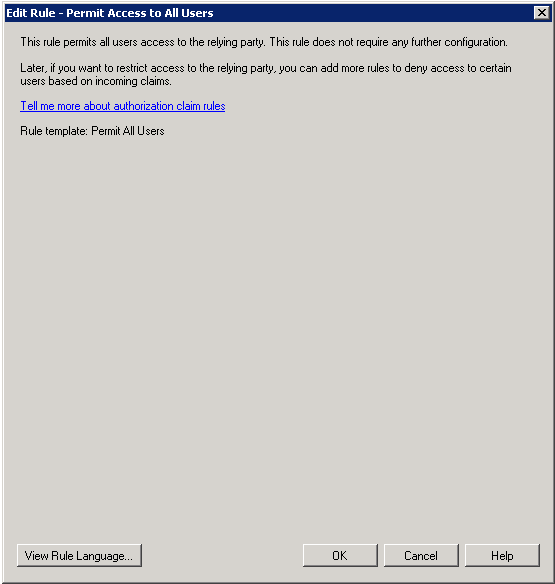 Edit Rule - Permit Access to All Users
This rule permits all users access to the relying party. This rule does not require any further configuration.
Later, if you want to restrict access to the relying party, you can add more rules to deny access to certain
users based on incoming claims.
Tell me more about authorization claim rules
Rule template: Permit All Users
View Rule Language... OK Cancel Help